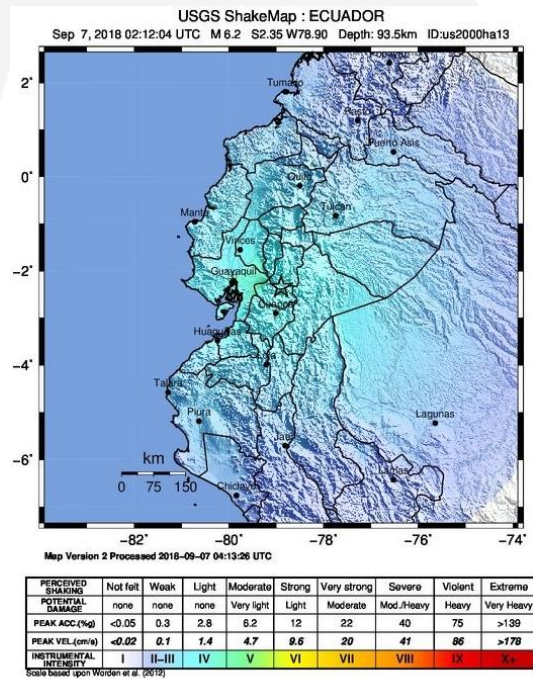 USGS ShakeMap : ECUADOR
Sep 7, 2018 02:12:04 UTC M 6.2 S2.35 W78.90 Depth: 93.5km ID:us2000ha13
Tumaco
2°
Pasto
Puerto Asis
0°
Quito
Tulcan
Manta
Vinces
−2°
Guayaquil
Cuenca
Huaquillas
−4°
Loja
Talara
Piura
Lagunas
Jaen
km
−6°
Lamas
0 75 150
Chiclayo
−82° −80° −78° −76° −74°
Map Version 2 Processed 2018−09−07 04:13:26 UTC
PERCEIVED SHAKING Not felt Weak Light Moderate Strong Very strong Severe Violent Extreme
POTENTIAL DAMAGE none none none Very light Light Moderate Mod./Heavy Heavy Very Heavy
PEAK ACC.(%g) <0.05 0.3 2.8 6.2 12 22 40 75 >139
PEAK VEL.(cm/s) <0.02 0.1 1.4 4.7 9.6 20 41 86 >178
INSTRUMENTAL INTENSITY I II−III IV V VI VII VIII IX X+
Scale based upon Worden et al. (2012)